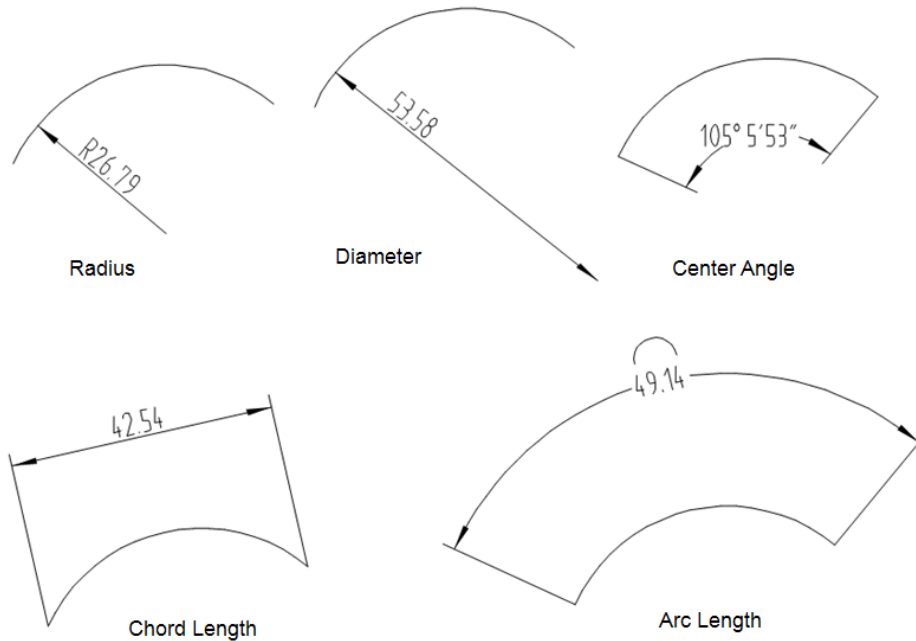 R26.79
53.58
105° 5'53"
Radius
Diameter
Center Angle
42.54
49.14
Chord Length
Arc Length